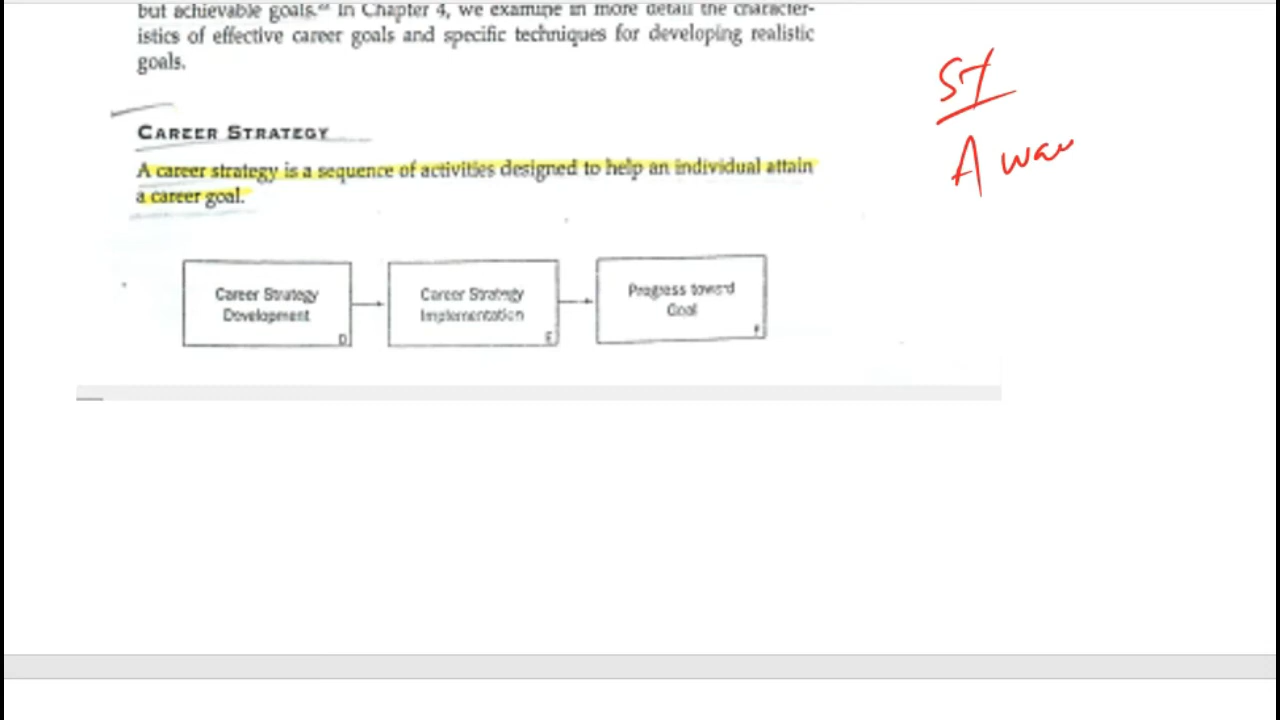 but achievable goals." In Chapter 4, we examine in more detail the character-
istics of effective career goals and specific techniques for developing realistic
goals.
CAREER STRATEGY
A career strategy is a sequence of activities designed to help an individual attain
a career goal.
Career Strategy
Development
D
Career Strategy
Implementation
E
Progress toward
Goal
F
A